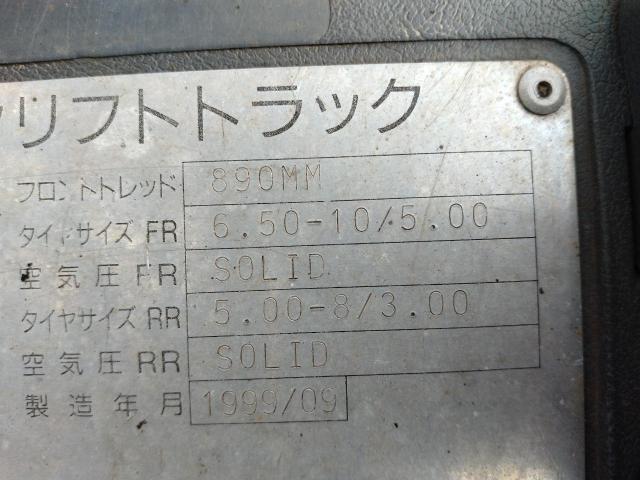 リフトトラック
フロントトレッド 890MM
タイヤサイズ FR 6.50-10/5.00
空気圧 FR SOLID
タイヤサイズ RR 5.00-8/3.00
空気圧 RR SOLID
製造年月 1999/09